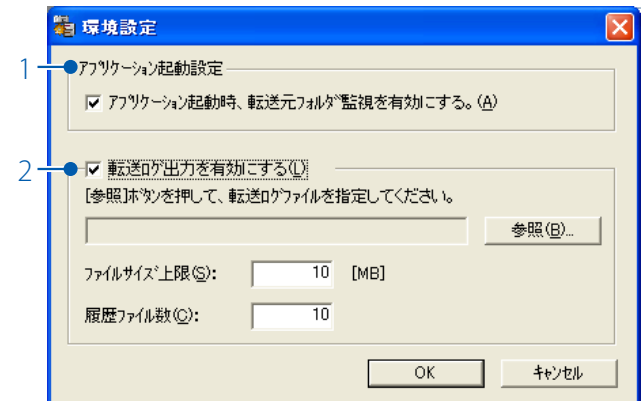 環境設定
1
アプリケーション起動設定
アプリケーション起動時、転送元フォルダ監視を有効にする。(A)
2
転送ログ出力を有効にする(L)
[参照]ボタンを押して、転送ログファイルを指定してください。
参照(B)...
ファイルサイズ上限(S): 10 [MB]
履歴ファイル数(C): 10
OK キャンセル